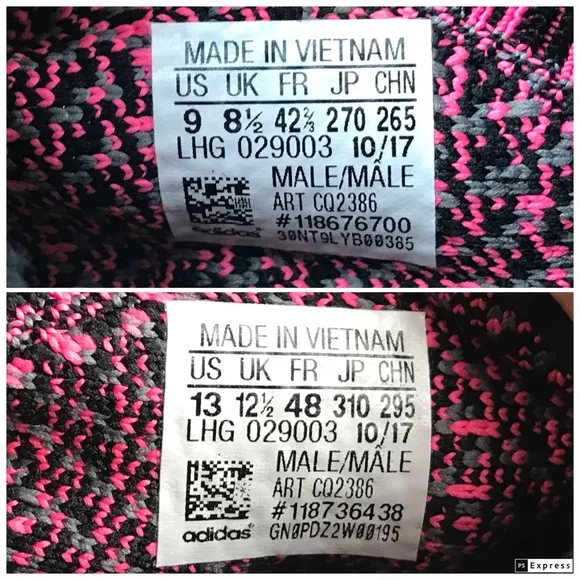 MADE IN VIETNAM
US UK FR JP CHN
9 8½ 42⅔ 270 265
LHG 029003 10/17
MALE/MÂLE
ART CQ2386
#118676700
adidas 30NT9LYB00365
MADE IN VIETNAM
US UK FR JP CHN
13 12½ 48 310 295
LHG 029003 10/17
MALE/MÂLE
ART CQ2386
#118736438
adidas GN0PDZ2W00195
PS Express